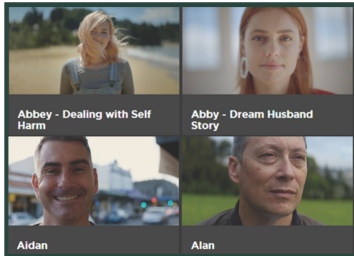 Abbey - Dealing with Self
Harm
Abby - Dream Husband
Story
Aidan
Alan